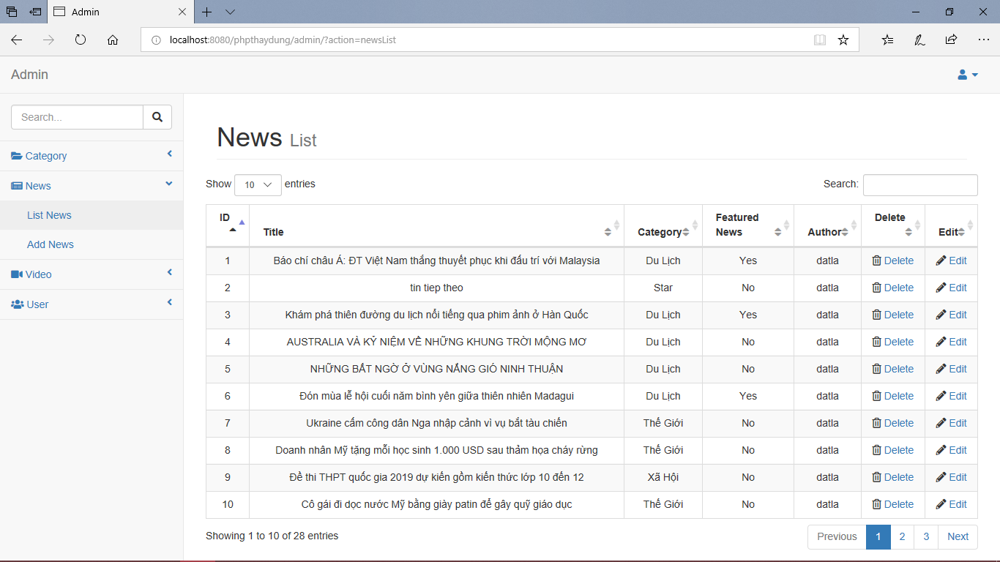 Admin
localhost:8080/phpthaydung/admin/?action=newsList
Admin
Search...
Category
News
List News
Add News
Video
User
News List
Show 10 entries
Search:
ID Title Category Featured News Author Delete Edit
1 Báo chí châu Á: ĐT Việt Nam thắng thuyết phục khi đấu trí với Malaysia Du Lịch Yes datla Delete Edit
2 tin tiep theo Star No datla Delete Edit
3 Khám phá thiên đường du lịch nổi tiếng qua phim ảnh ở Hàn Quốc Du Lịch Yes datla Delete Edit
4 AUSTRALIA VÀ KỶ NIỆM VỀ NHỮNG KHUNG TRỜI MỘNG MƠ Du Lịch No datla Delete Edit
5 NHỮNG BẤT NGỜ Ở VÙNG NẮNG GIÓ NINH THUẬN Du Lịch No datla Delete Edit
6 Đón mùa lễ hội cuối năm bình yên giữa thiên nhiên Madagui Du Lịch Yes datla Delete Edit
7 Ukraine cấm công dân Nga nhập cảnh vì vụ bắt tàu chiến Thế Giới No datla Delete Edit
8 Doanh nhân Mỹ tặng mỗi học sinh 1.000 USD sau thảm họa cháy rừng Thế Giới No datla Delete Edit
9 Đề thi THPT quốc gia 2019 dự kiến gồm kiến thức lớp 10 đến 12 Xã Hội No datla Delete Edit
10 Cô gái đi dọc nước Mỹ bằng giày patin để gây quỹ giáo dục Thế Giới No datla Delete Edit
Showing 1 to 10 of 28 entries
Previous 1 2 3 Next